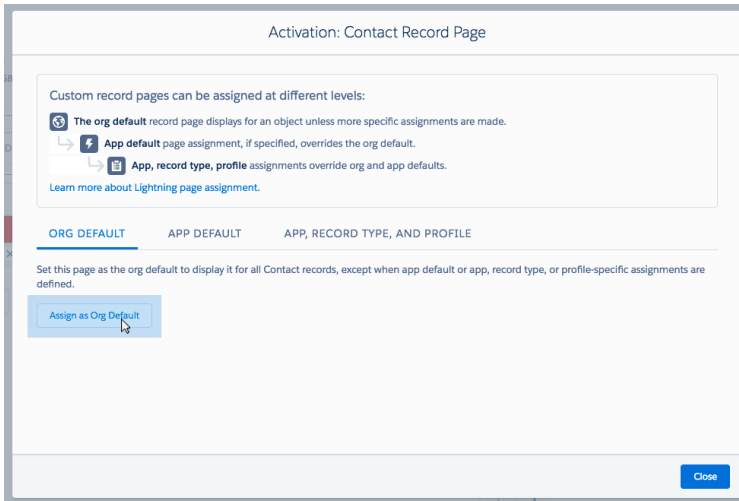 Activation: Contact Record Page
Custom record pages can be assigned at different levels:
The org default record page displays for an object unless more specific assignments are made.
App default page assignment, if specified, overrides the org default.
App, record type, profile assignments override org and app defaults.
Learn more about Lightning page assignment.
ORG DEFAULT APP DEFAULT APP, RECORD TYPE, AND PROFILE
Set this page as the org default to display it for all Contact records, except when app default or app, record type, or profile-specific assignments are
defined.
Assign as Org Default
Close